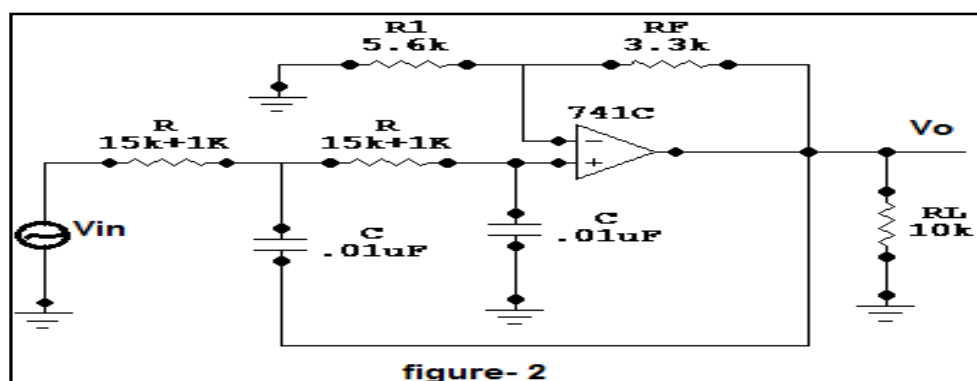 R1
5.6k
RF
3.3k
741C
Vo
R
15k+1K
R
15k+1K
−
+
Vin
C
.01uF
C
.01uF
RL
10k
figure- 2